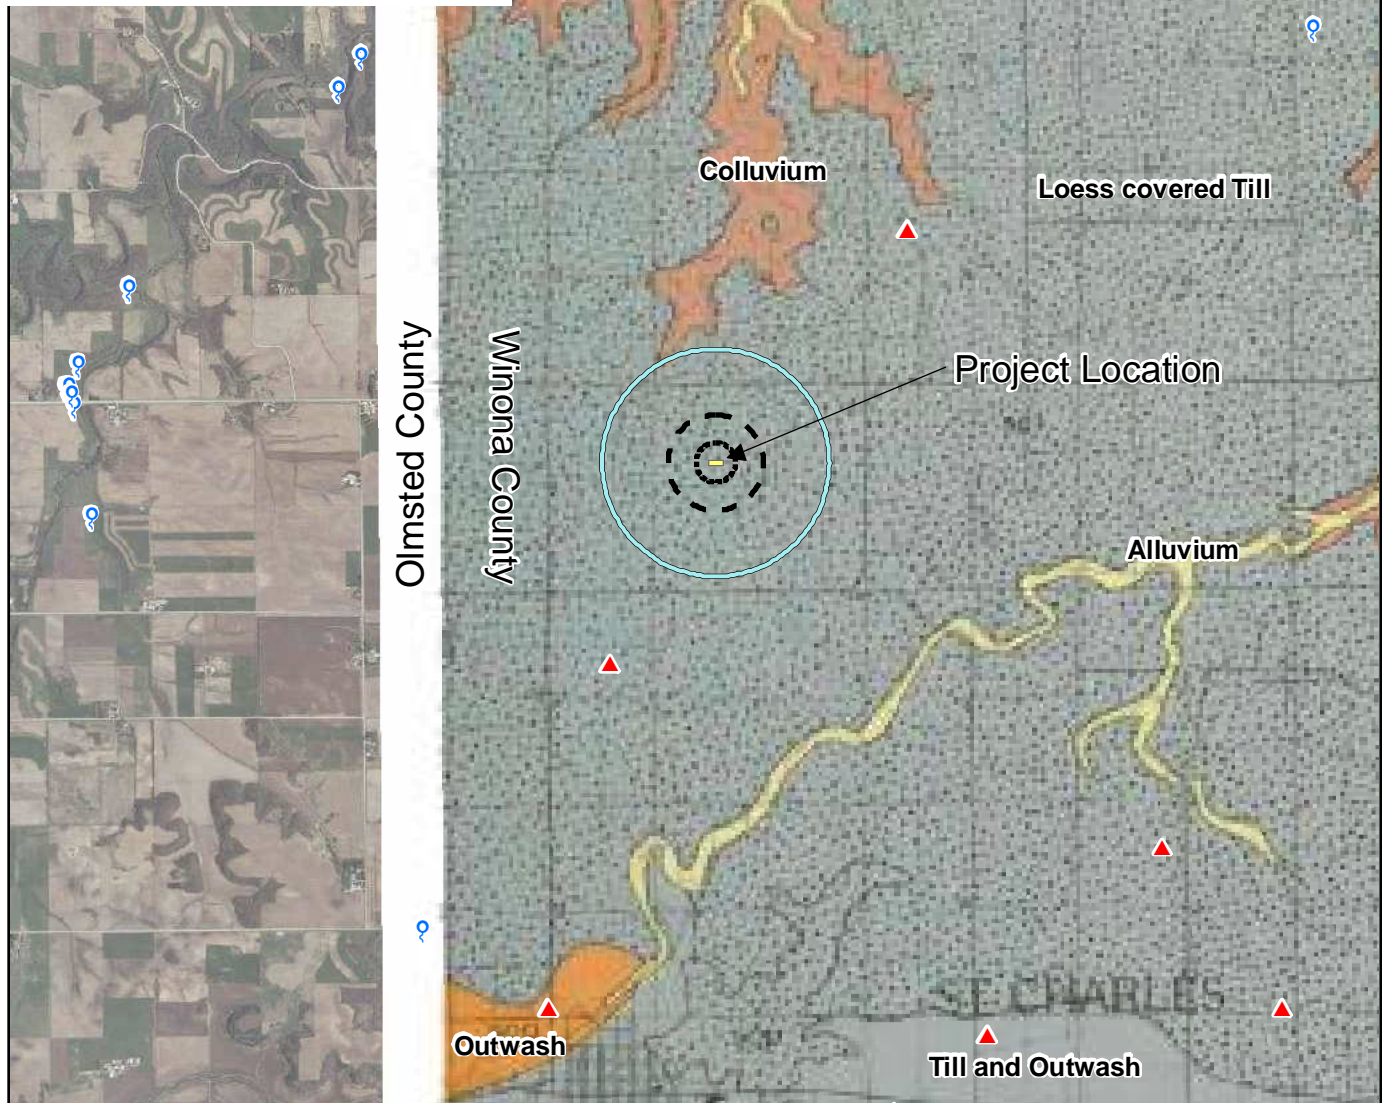 Colluvium
Loess covered Till
Olmsted County
Winona County
Project Location
Alluvium
ST CHARLES
Outwash
Till and Outwash